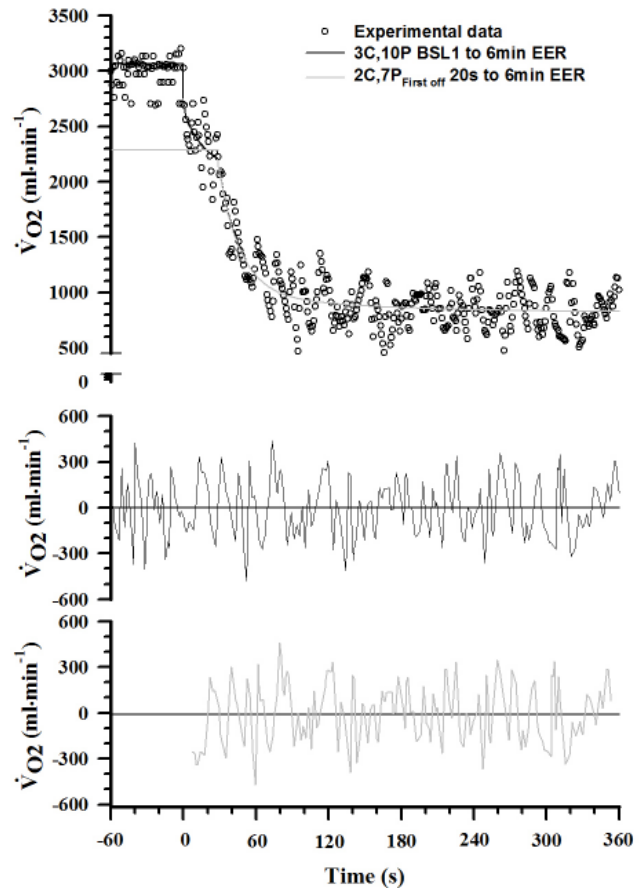 Experimental data
3C,10P BSL1 to 6min EER
2C,7P First off 20s to 6min EER
3500
3000
2500
2000
1500
1000
500
0
V̇O2 (ml·min-1)
600
300
0
-300
-600
V̇O2 (ml·min-1)
600
300
0
-300
-600
V̇O2 (ml·min-1)
-60 0 60 120 180 240 300 360
Time (s)